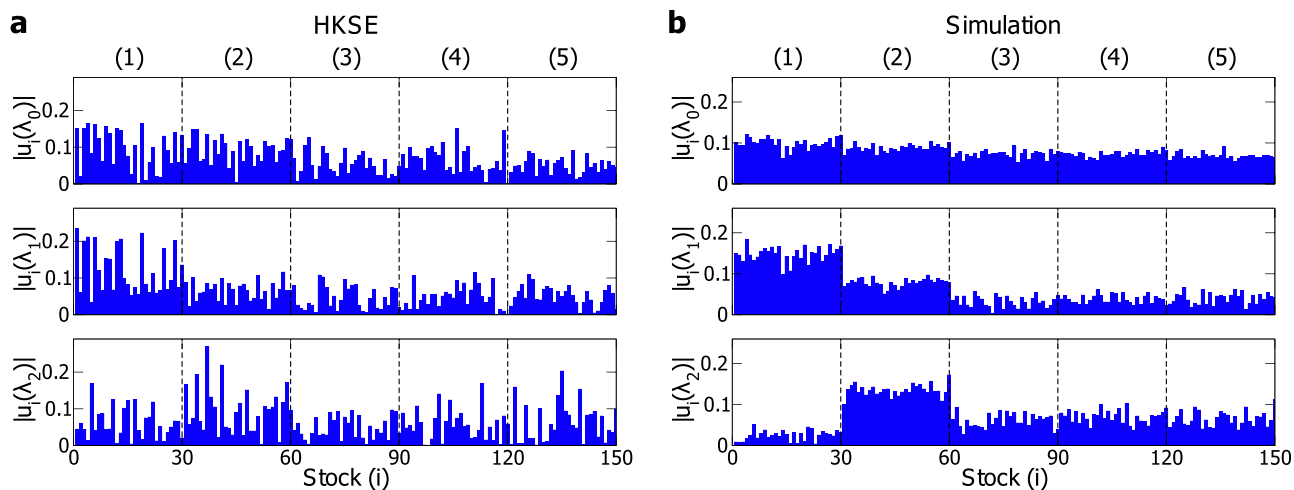 a HKSE
(1) (2) (3) (4) (5)
|u_i(λ_0)|
0.2
0.1
0
|u_i(λ_1)|
0.2
0.1
0
|u_i(λ_2)|
0.2
0.1
0
0 30 60 90 120 150
Stock (i)
b Simulation
(1) (2) (3) (4) (5)
|u_i(λ_0)|
0.2
0.1
0
|u_i(λ_1)|
0.2
0.1
0
|u_i(λ_2)|
0.2
0.1
0
0 30 60 90 120 150
Stock (i)